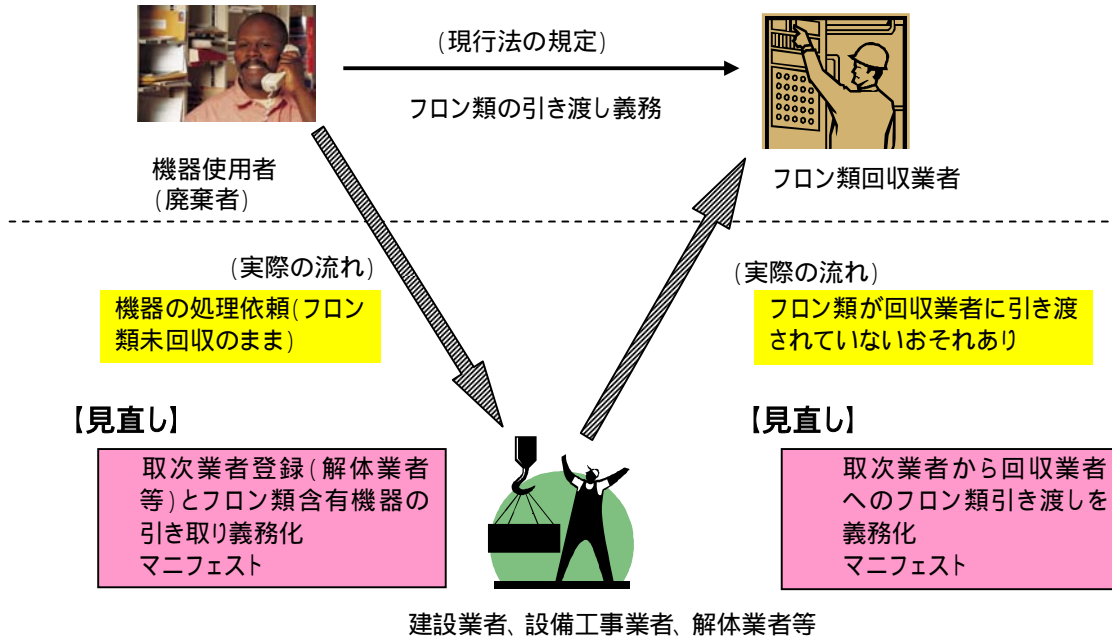 (現行法の規定)
フロン類の引き渡し義務
機器使用者
(廃棄者)
フロン類回収業者
(実際の流れ)
機器の処理依頼(フロン
類未回収のまま)
(実際の流れ)
フロン類が回収業者に引き渡
されていないおそれあり
【見直し】
取次業者登録(解体業者
等)とフロン類含有機器の
引き取り義務化
マニフェスト
【見直し】
取次業者から回収業者
へのフロン類引き渡しを
義務化
マニフェスト
建設業者、設備工事業者、解体業者等